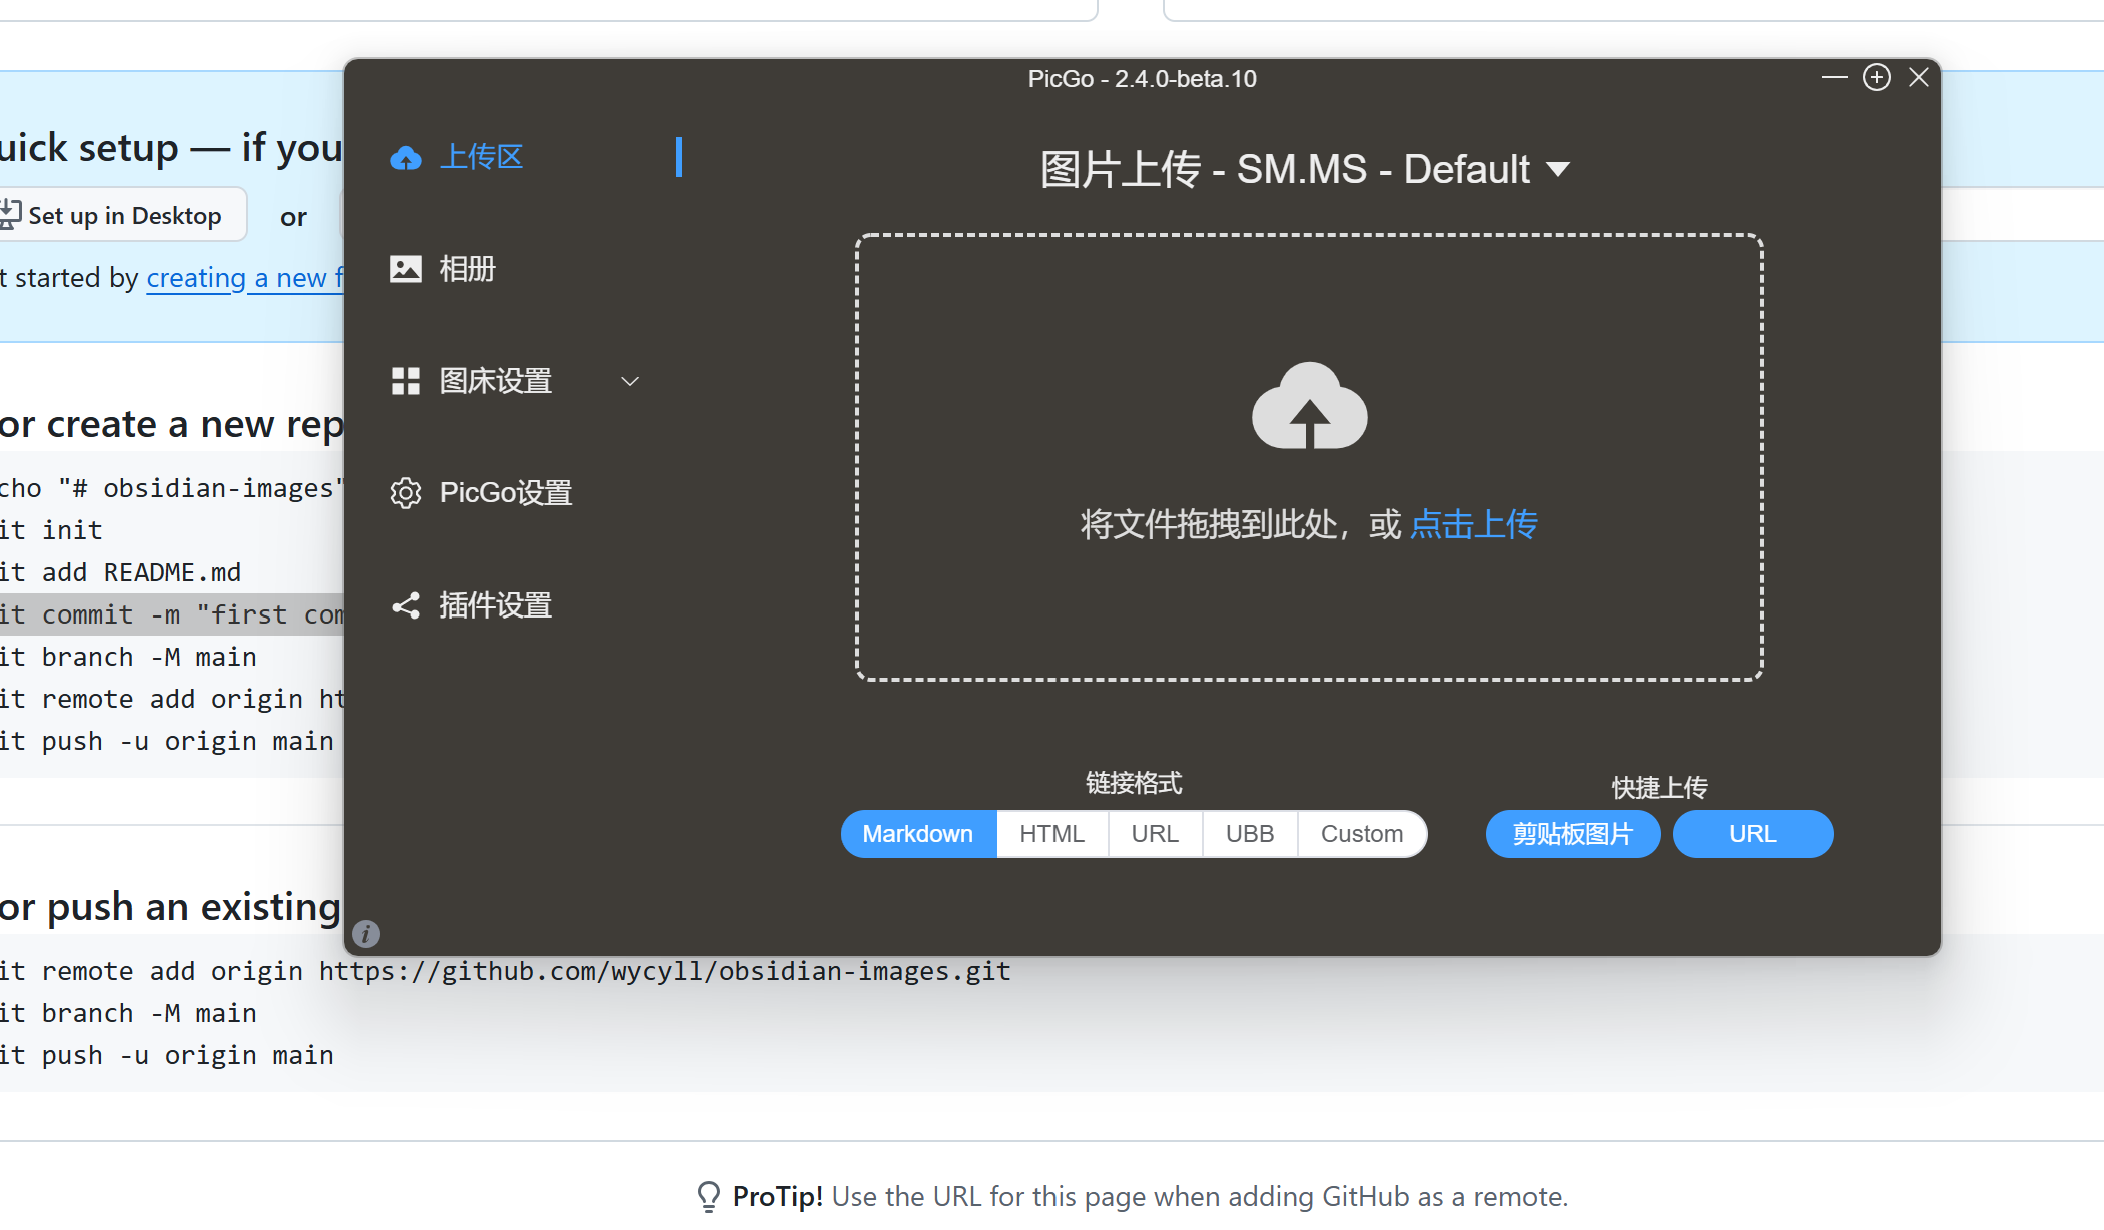 PicGo - 2.4.0-beta.10
上传区
图片上传 - SM.MS - Default
相册
图床设置
PicGo设置
插件设置
将文件拖拽到此处，或 点击上传
链接格式
Markdown HTML URL UBB Custom
快捷上传
剪贴板图片 URL
uick setup — if you
Set up in Desktop or
t started by creating a new f
or create a new rep
cho "# obsidian-images"
it init
it add README.md
it commit -m "first com
it branch -M main
it remote add origin ht
it push -u origin main
or push an existing
it remote add origin https://github.com/wycyll/obsidian-images.git
it branch -M main
it push -u origin main
ProTip! Use the URL for this page when adding GitHub as a remote.